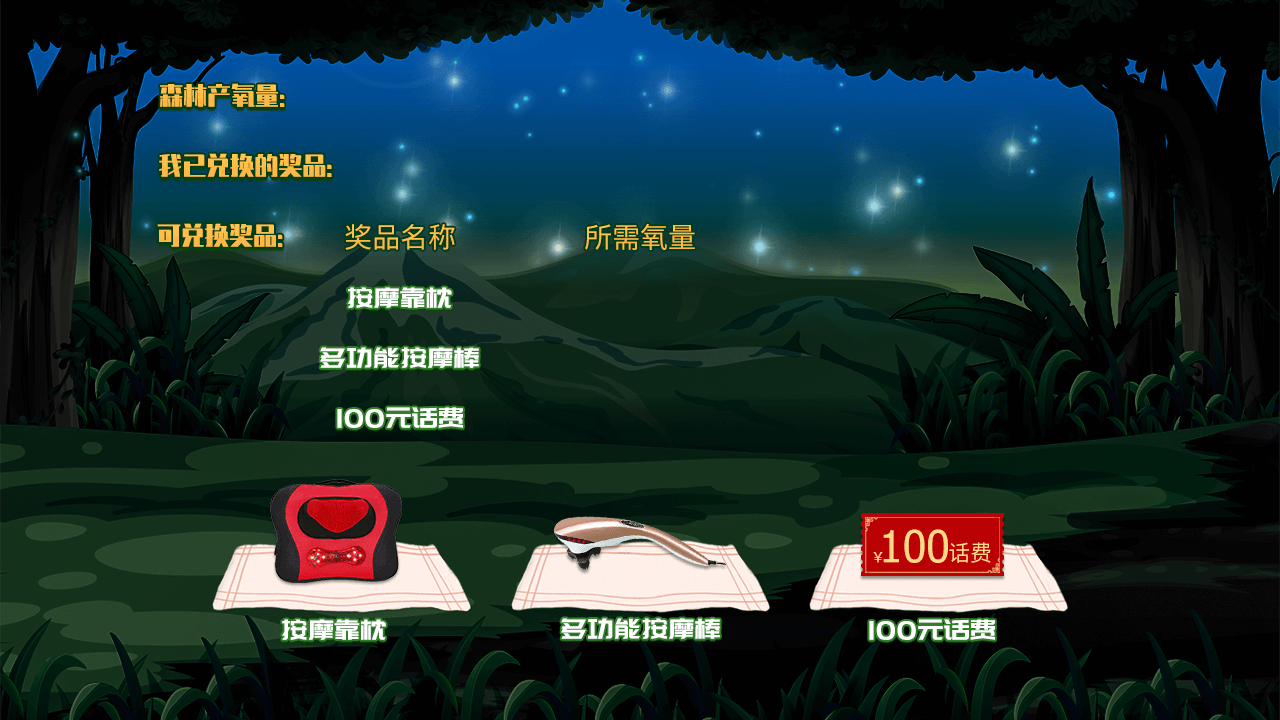 森林产氧量:
我已兑换的奖品:
可兑换奖品: 奖品名称 所需氧量
按摩靠枕
多功能按摩棒
100元话费
¥100话费
按摩靠枕 多功能按摩棒 100元话费